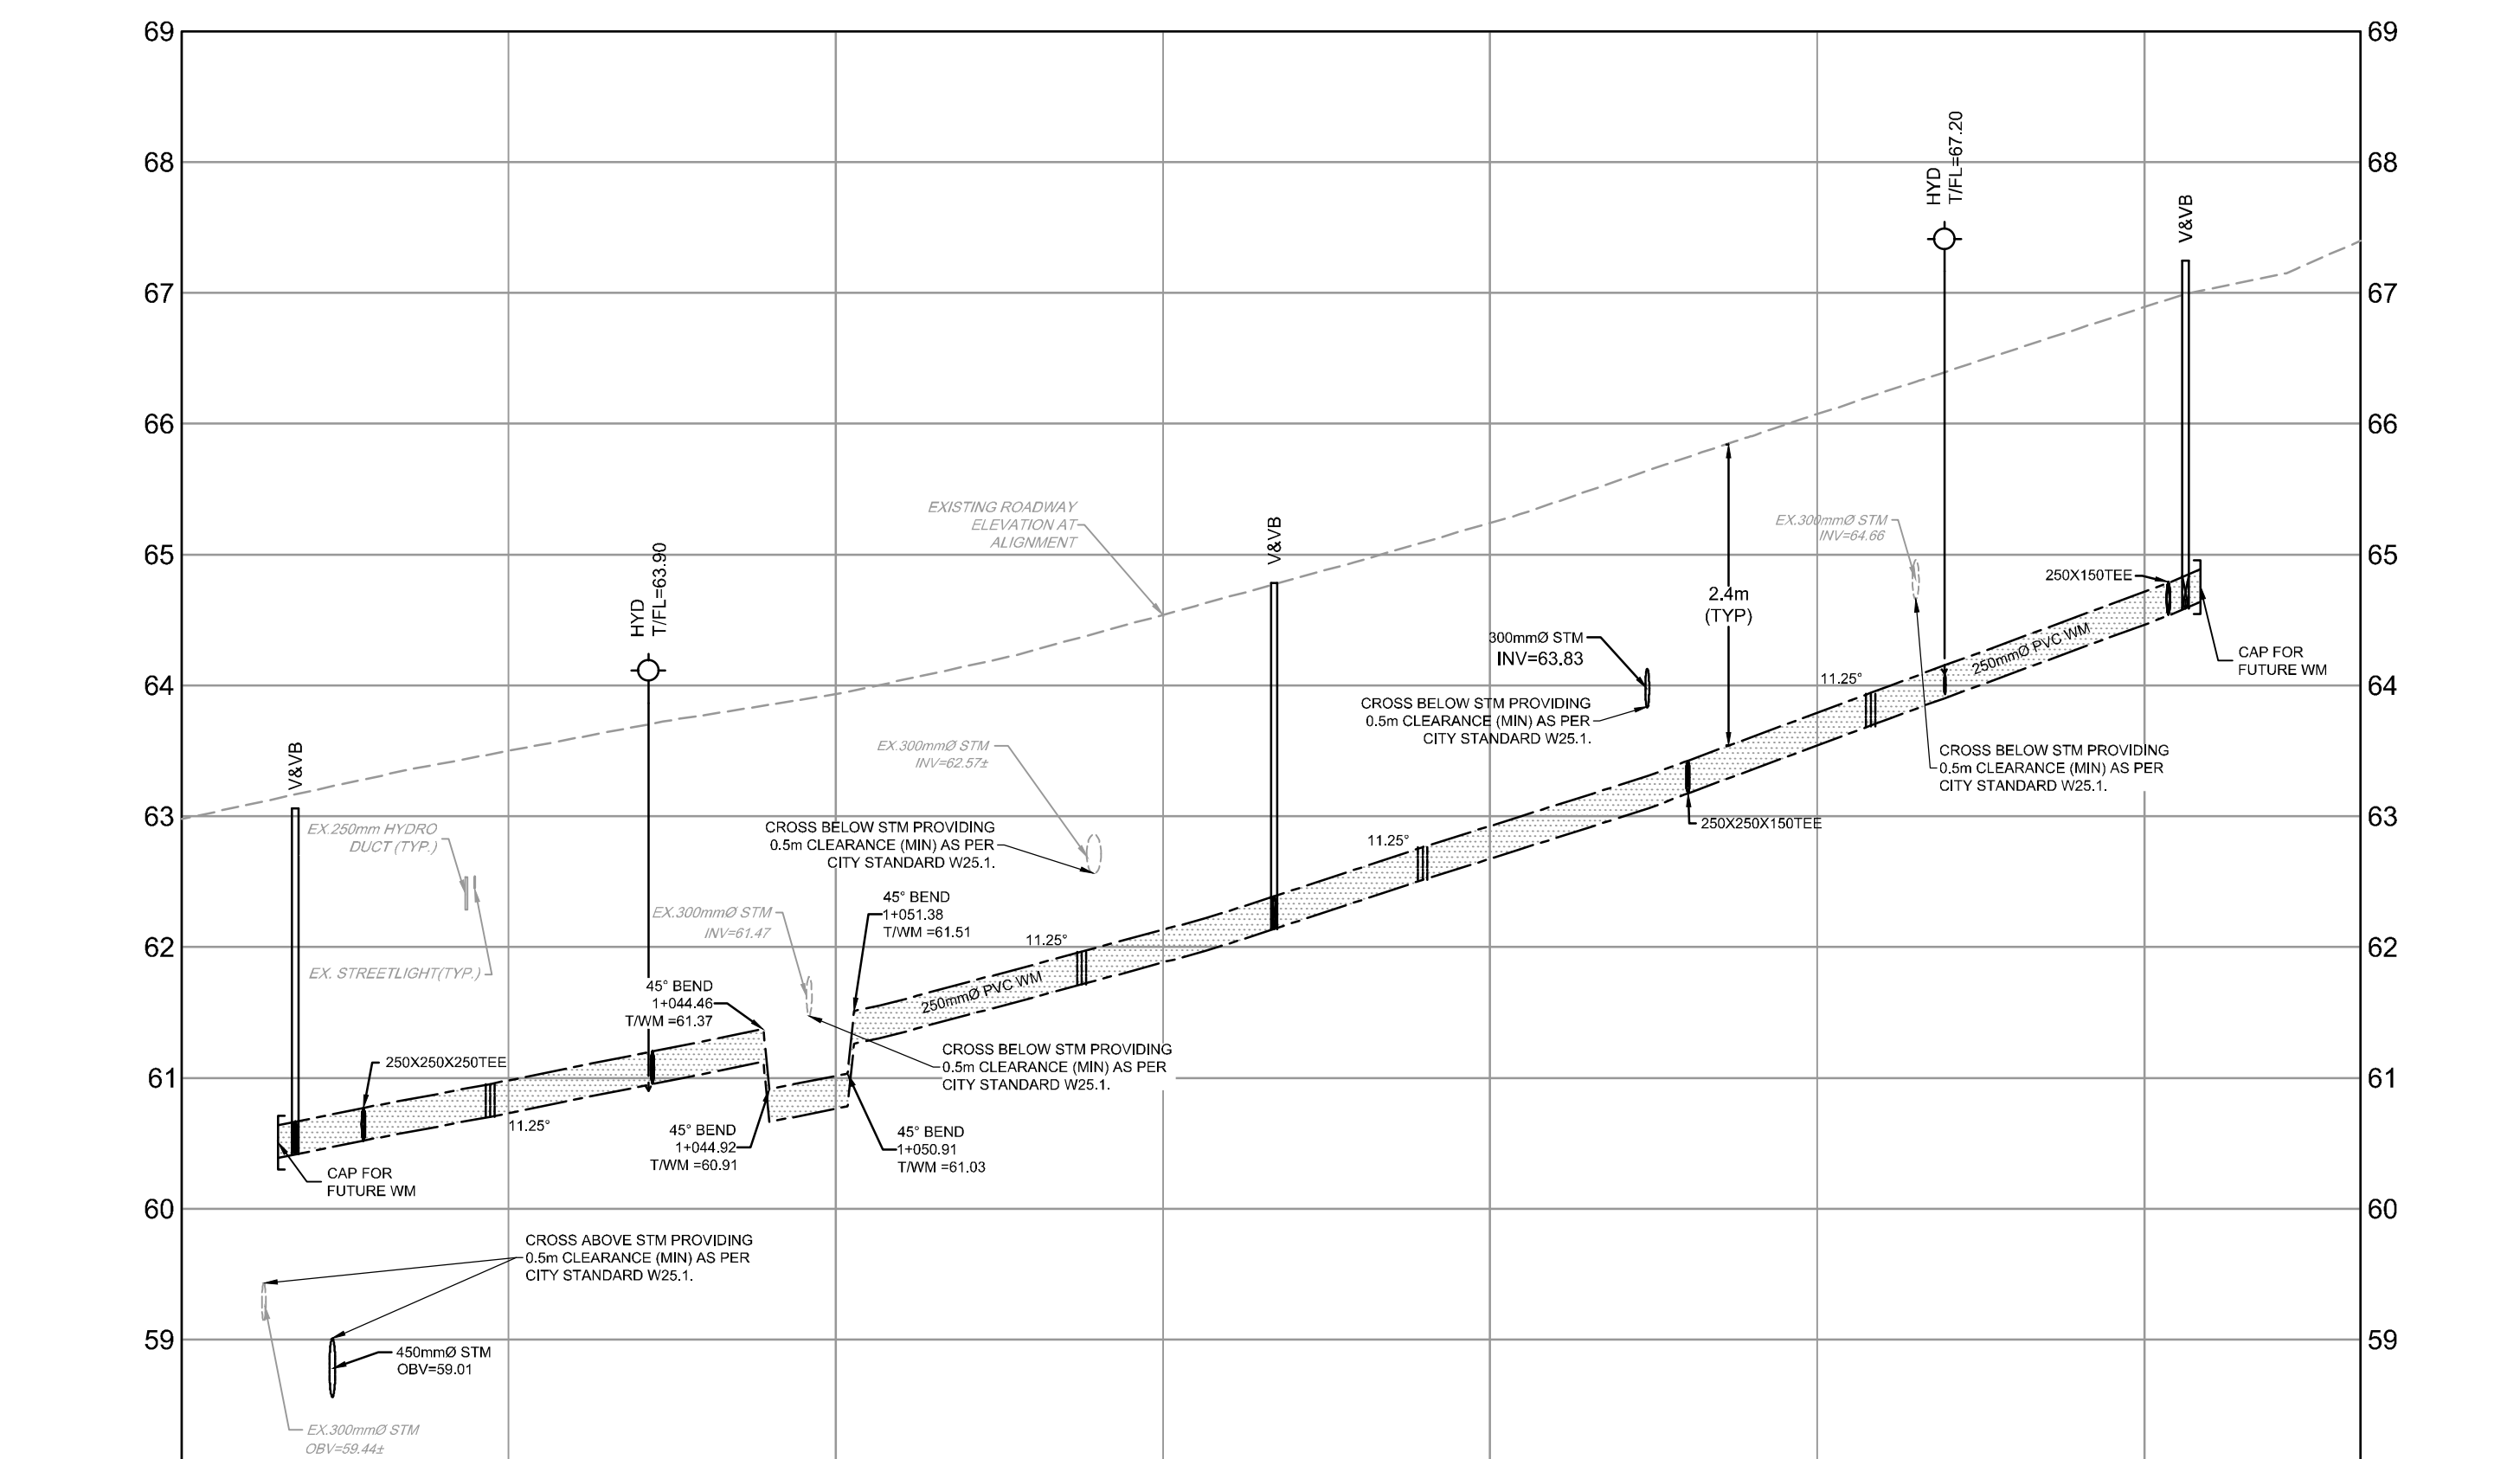 69
69
68
68
67
67
66
66
65
65
64
64
63
63
62
62
61
61
60
60
59
59
HYD
T/FL=67.20
V&VB
EXISTING ROADWAY
ELEVATION AT
ALIGNMENT
V&VB
EX.300mmØ STM
INV=64.66
250X150TEE
2.4m
(TYP)
HYD
T/FL=63.90
300mmØ STM
INV=63.83
250mmØ PVC WM
CAP FOR
FUTURE WM
11.25°
CROSS BELOW STM PROVIDING
0.5m CLEARANCE (MIN) AS PER
CITY STANDARD W25.1.
V&VB
EX.300mmØ STM
INV=62.57±
CROSS BELOW STM PROVIDING
0.5m CLEARANCE (MIN) AS PER
CITY STANDARD W25.1.
EX.250mm HYDRO
DUCT (TYP.)
CROSS BELOW STM PROVIDING
0.5m CLEARANCE (MIN) AS PER
CITY STANDARD W25.1.
250X250X150TEE
11.25°
45° BEND
1+051.38
T/WM =61.51
EX.300mmØ STM
INV=61.47
11.25°
EX. STREETLIGHT(TYP.)
45° BEND
1+044.46
T/WM =61.37
250mmØ PVC WM
250X250X250TEE
CROSS BELOW STM PROVIDING
0.5m CLEARANCE (MIN) AS PER
CITY STANDARD W25.1.
11.25°
45° BEND
1+044.92
T/WM =60.91
45° BEND
1+050.91
T/WM =61.03
CAP FOR
FUTURE WM
CROSS ABOVE STM PROVIDING
0.5m CLEARANCE (MIN) AS PER
CITY STANDARD W25.1.
450mmØ STM
OBV=59.01
EX.300mmØ STM
OBV=59.44±